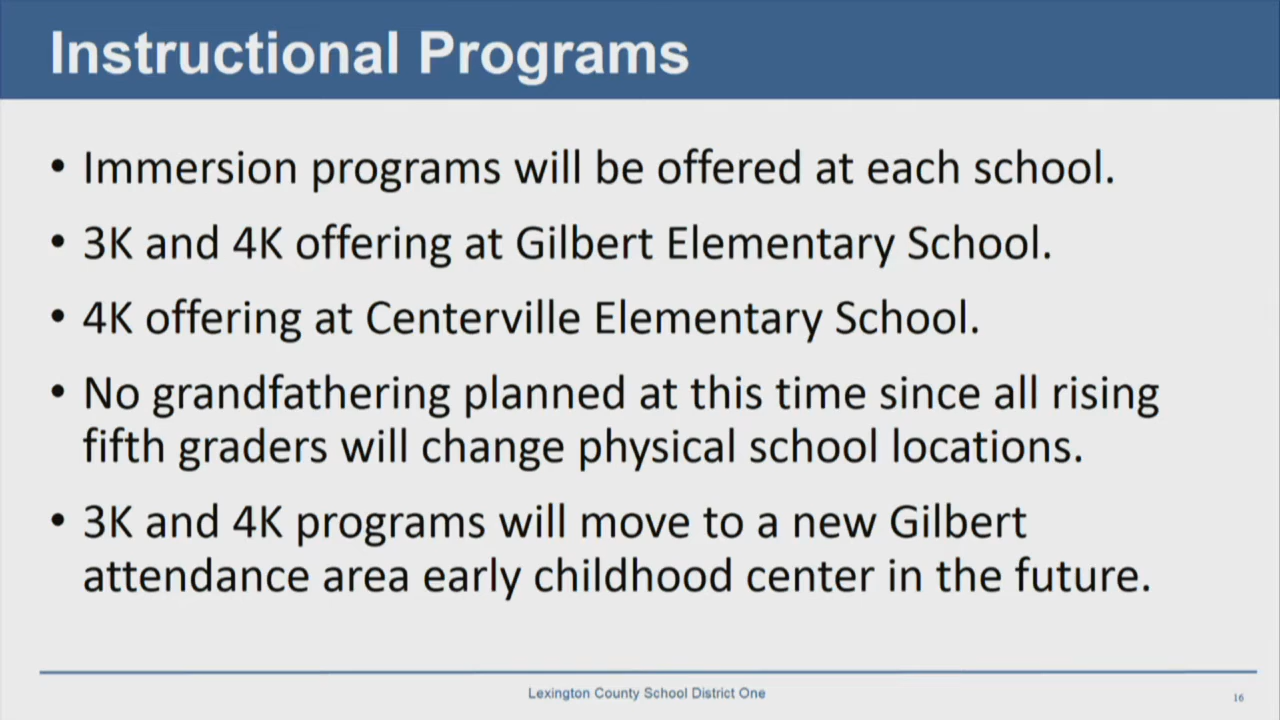 Instructional Programs
• Immersion programs will be offered at each school.
• 3K and 4K offering at Gilbert Elementary School.
• 4K offering at Centerville Elementary School.
• No grandfathering planned at this time since all rising
fifth graders will change physical school locations.
• 3K and 4K programs will move to a new Gilbert
attendance area early childhood center in the future.
Lexington County School District One
16